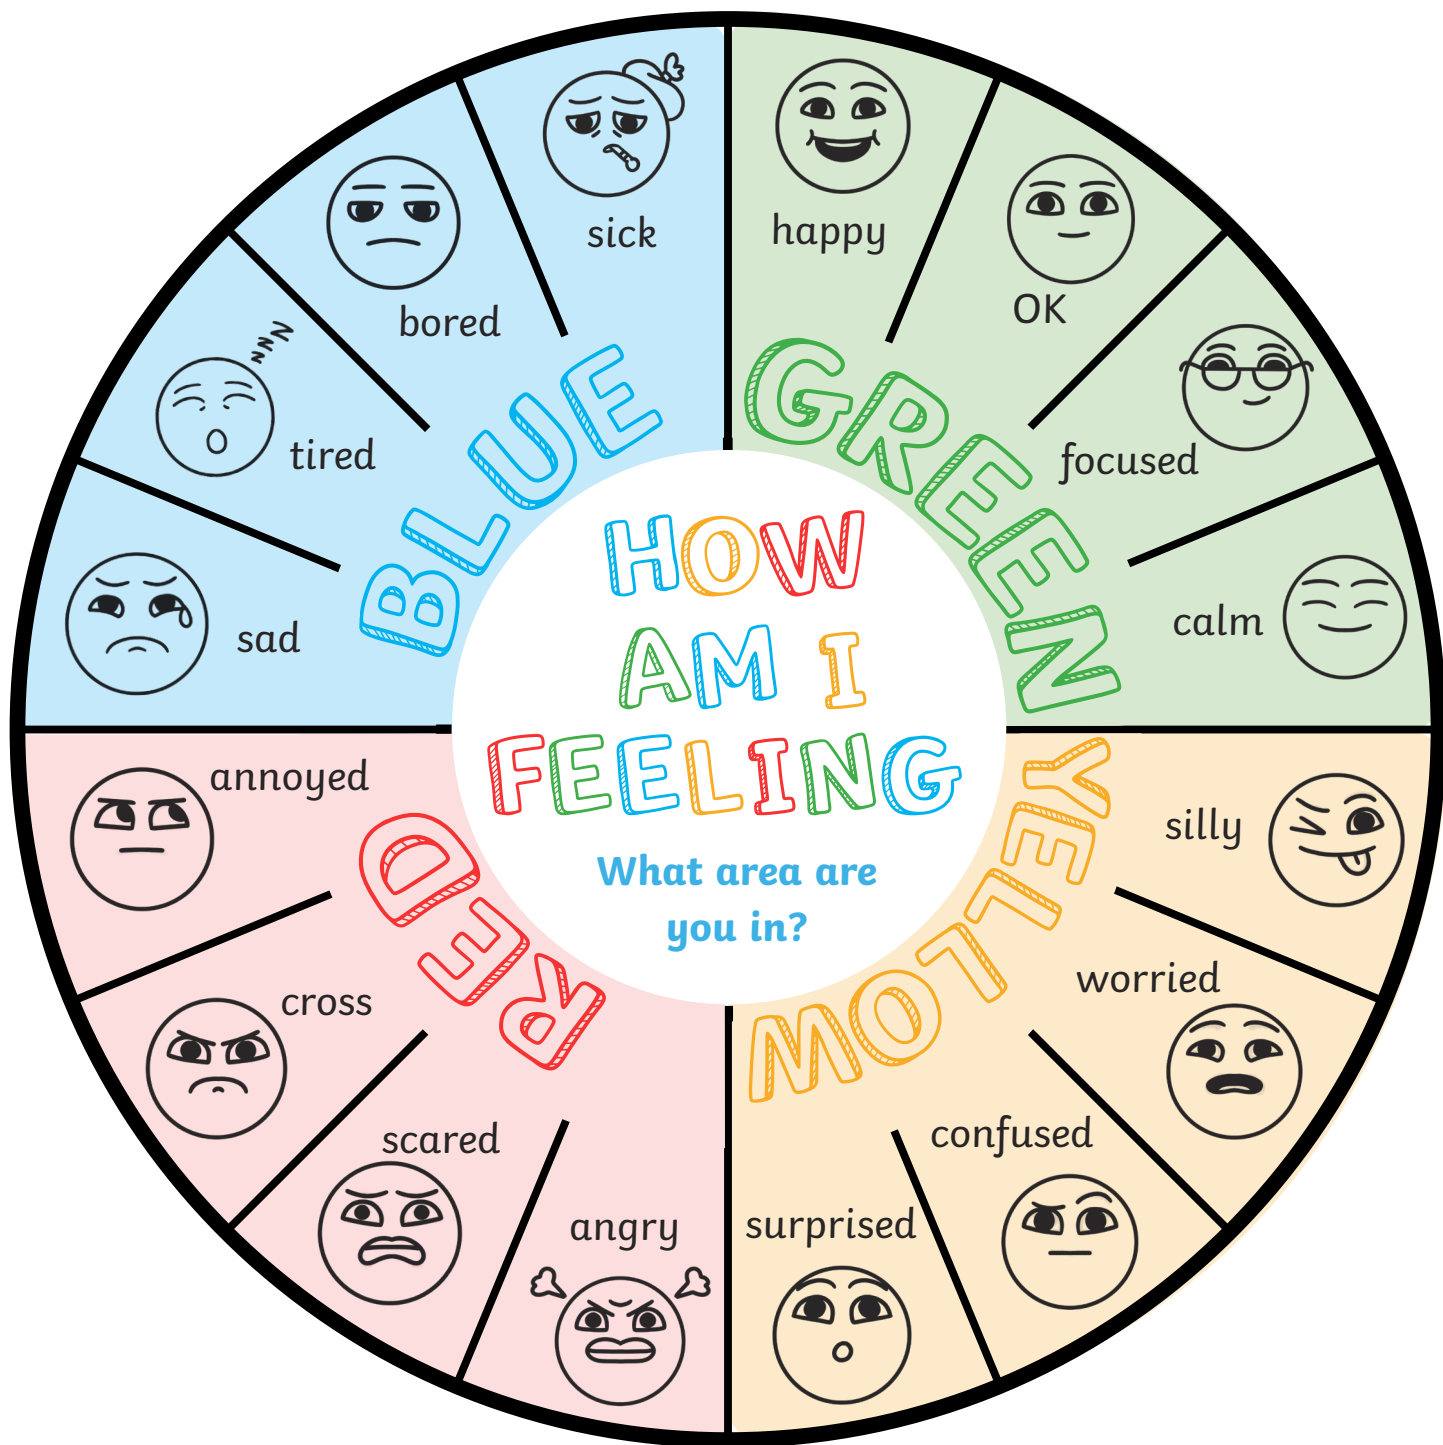 HOW
AM I
FEELING
What area are
you in?
BLUE
sad
tired
bored
sick
GREEN
happy
OK
focused
calm
YELLOW
silly
worried
confused
surprised
RED
angry
scared
cross
annoyed
zzz